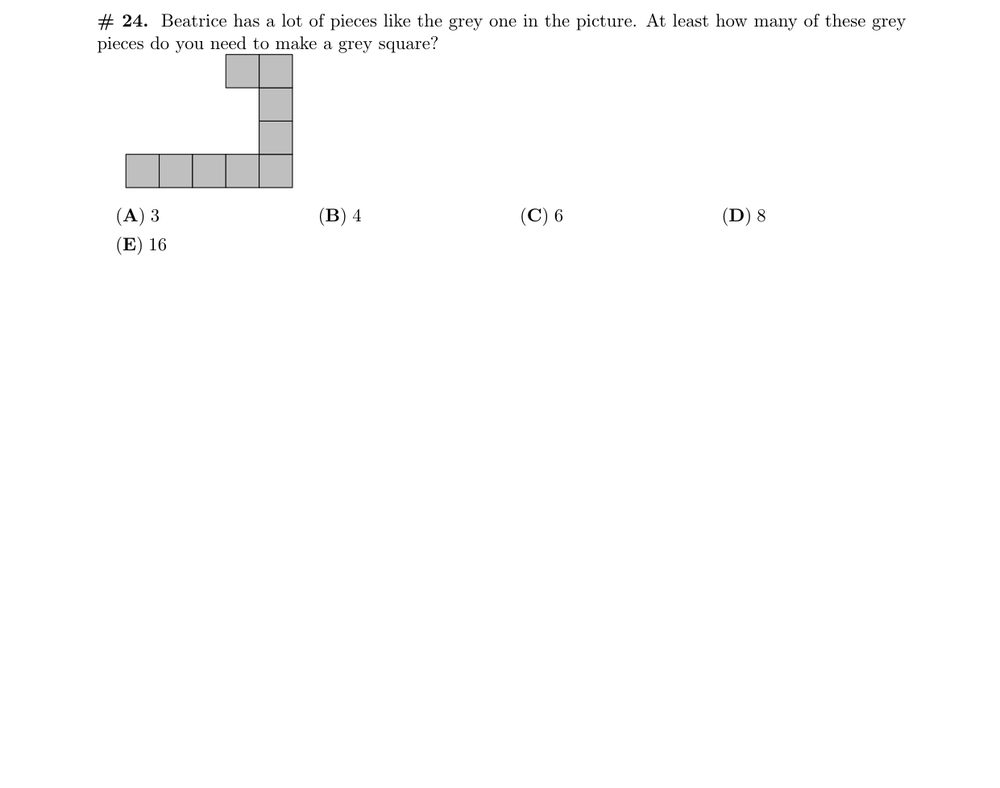 # 24. Beatrice has a lot of pieces like the grey one in the picture. At least how many of these grey
pieces do you need to make a grey square?
(A) 3 (B) 4 (C) 6 (D) 8
(E) 16